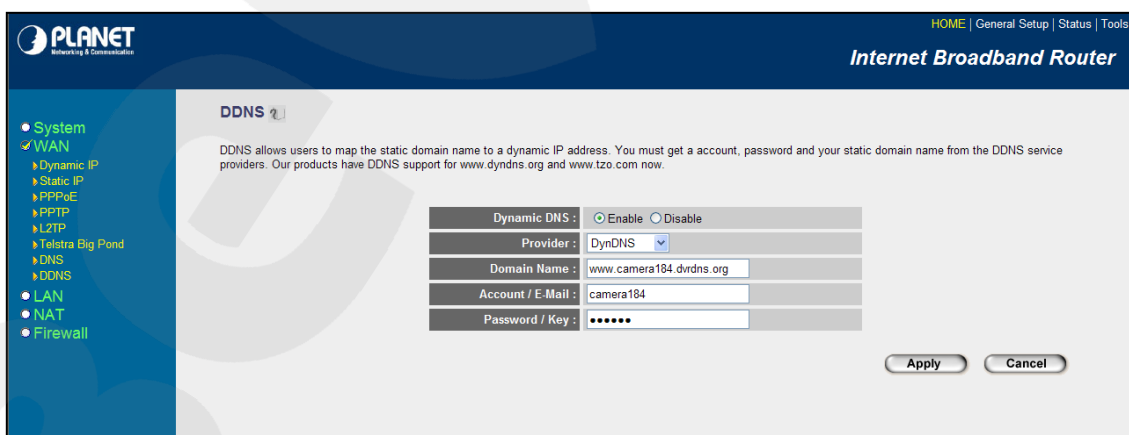 PLANET
Networking & Communication
HOME | General Setup | Status | Tools
Internet Broadband Router
System
WAN
Dynamic IP
Static IP
PPPoE
PPTP
L2TP
Telstra Big Pond
DNS
DDNS
LAN
NAT
Firewall
DDNS
DDNS allows users to map the static domain name to a dynamic IP address. You must get a account, password and your static domain name from the DDNS service
providers. Our products have DDNS support for www.dyndns.org and www.tzo.com now.
Dynamic DNS : Enable Disable
Provider : DynDNS
Domain Name : www.camera184.dvrdns.org
Account / E-Mail : camera184
Password / Key : ••••••
Apply Cancel